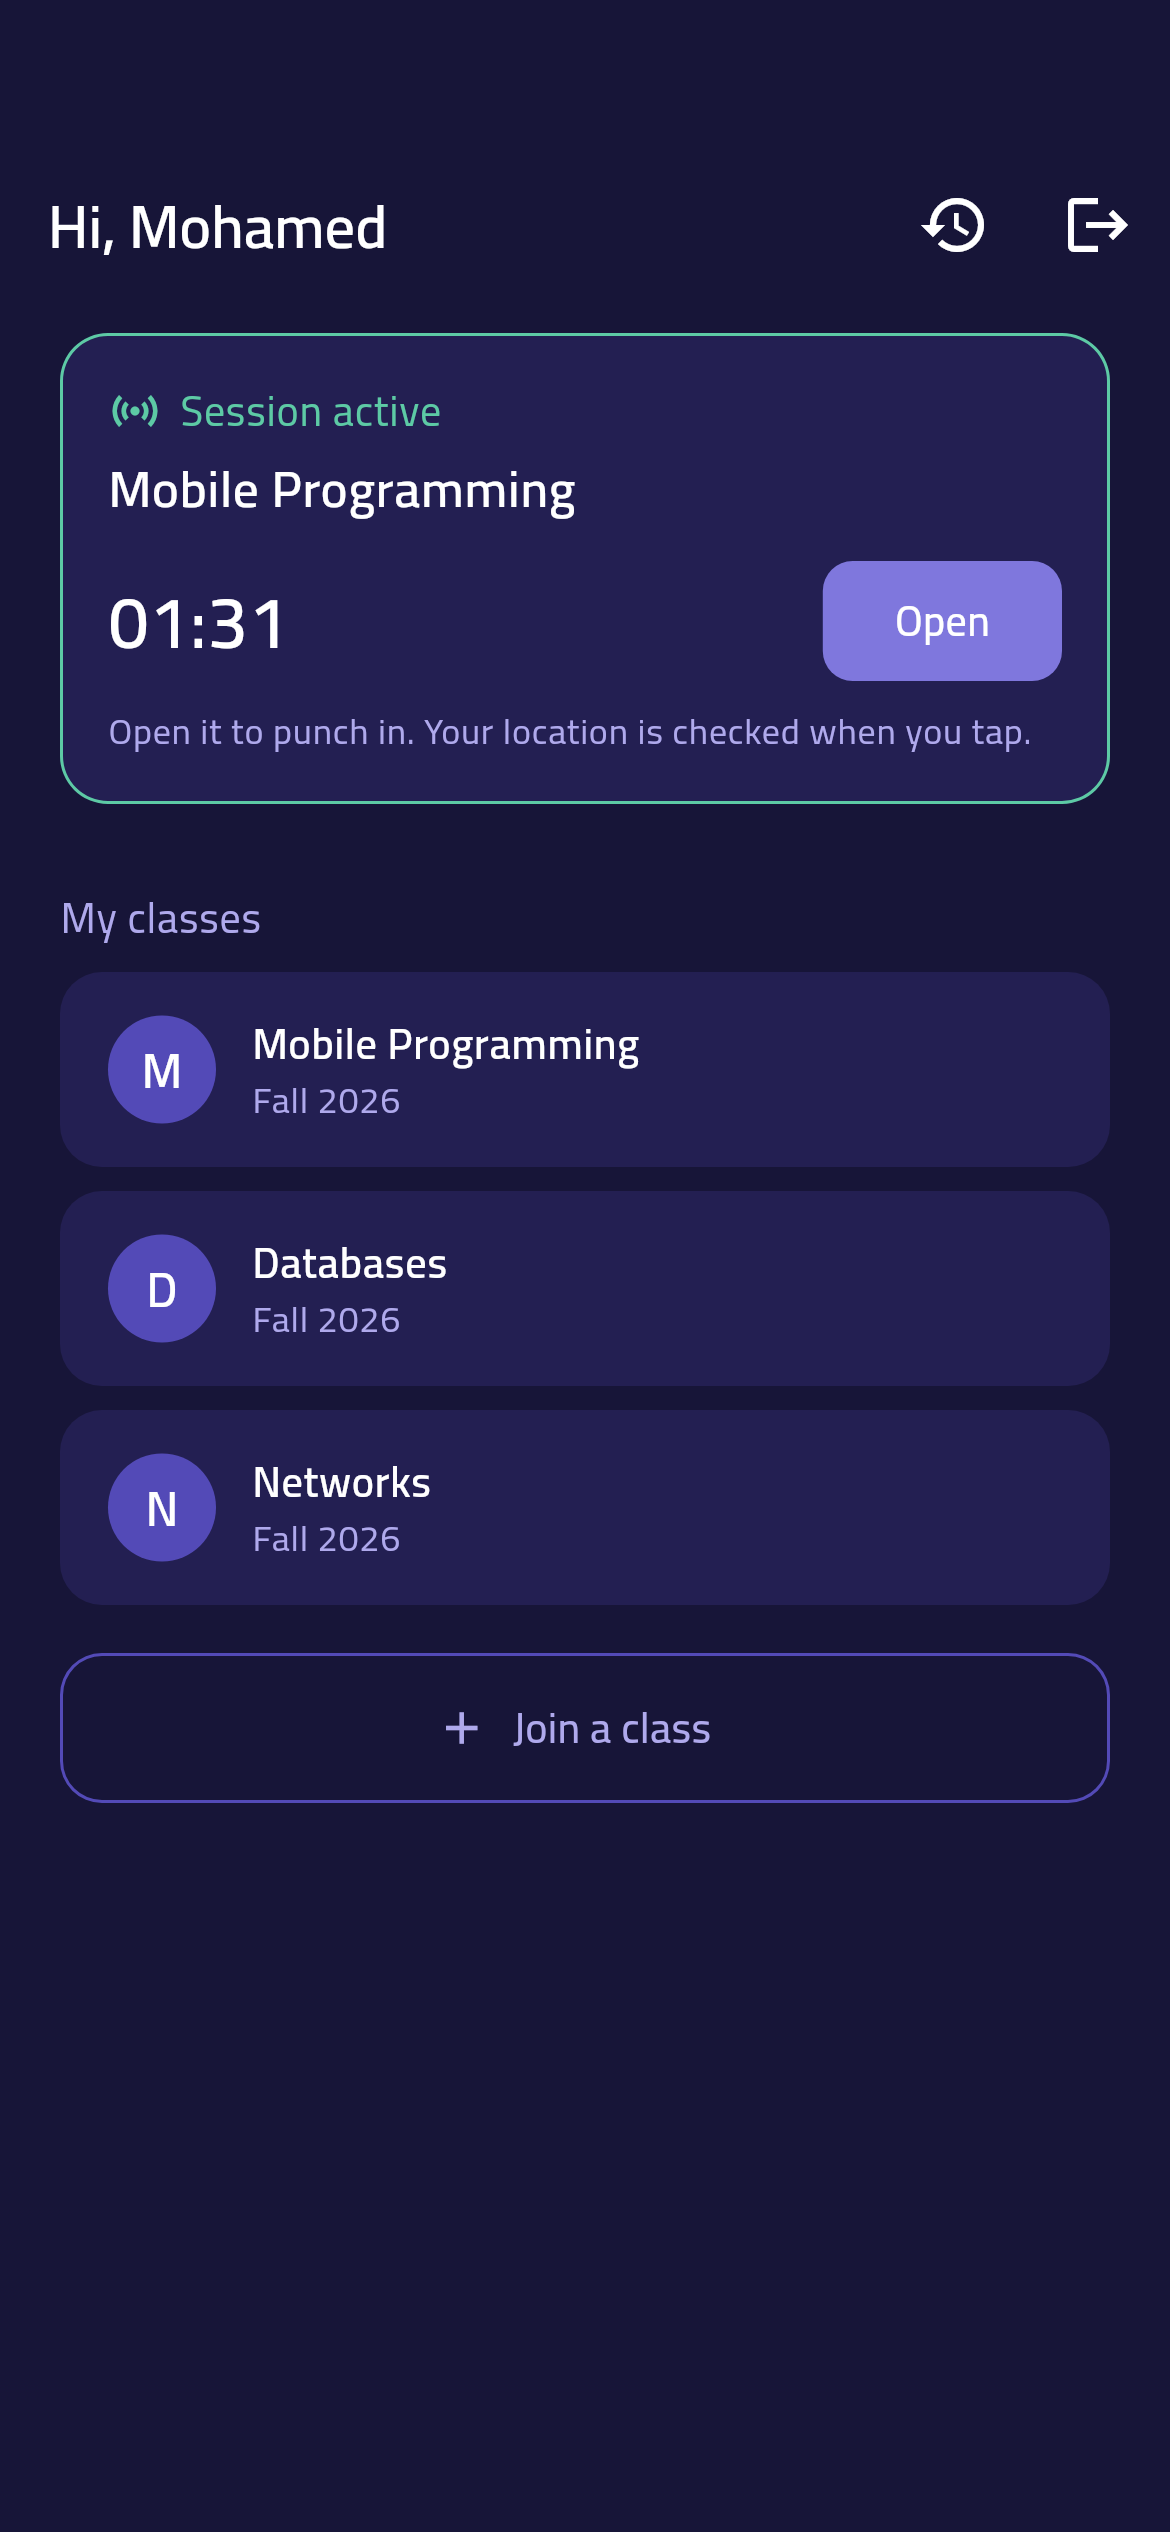 Hi, Mohamed
Session active
Mobile Programming
01:31
Open
Open it to punch in. Your location is checked when you tap.
My classes
M
Mobile Programming
Fall 2026
D
Databases
Fall 2026
N
Networks
Fall 2026
Join a class